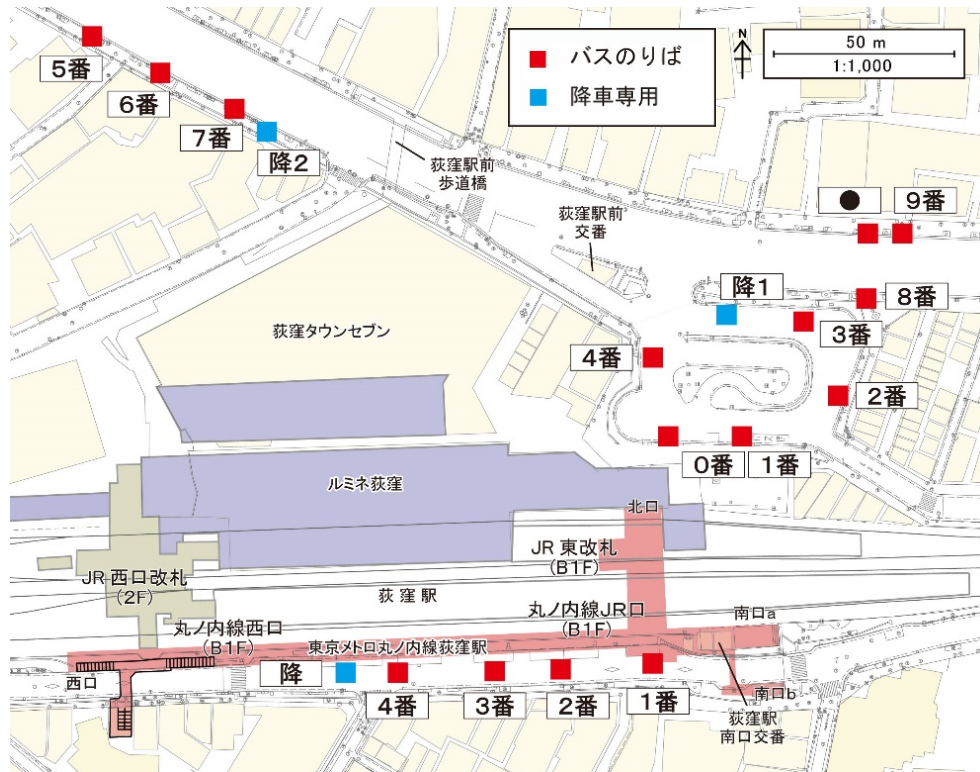 5番
6番
7番
降2
バスのりば
降車専用
N
50 m
1:1,000
荻窪駅前
歩道橋
荻窪駅前
交番
●
9番
降1
8番
3番
荻窪タウンセブン
4番
2番
0番
1番
ルミネ荻窪
北口
JR 東改札
(B1F)
JR 西口改札
(2F)
荻窪駅
丸ノ内線西口
(B1F)
丸ノ内線JR口
(B1F)
南口a
東京メトロ丸ノ内線荻窪駅
西口
降
4番
3番
2番
1番
南口b
荻窪駅
南口交番